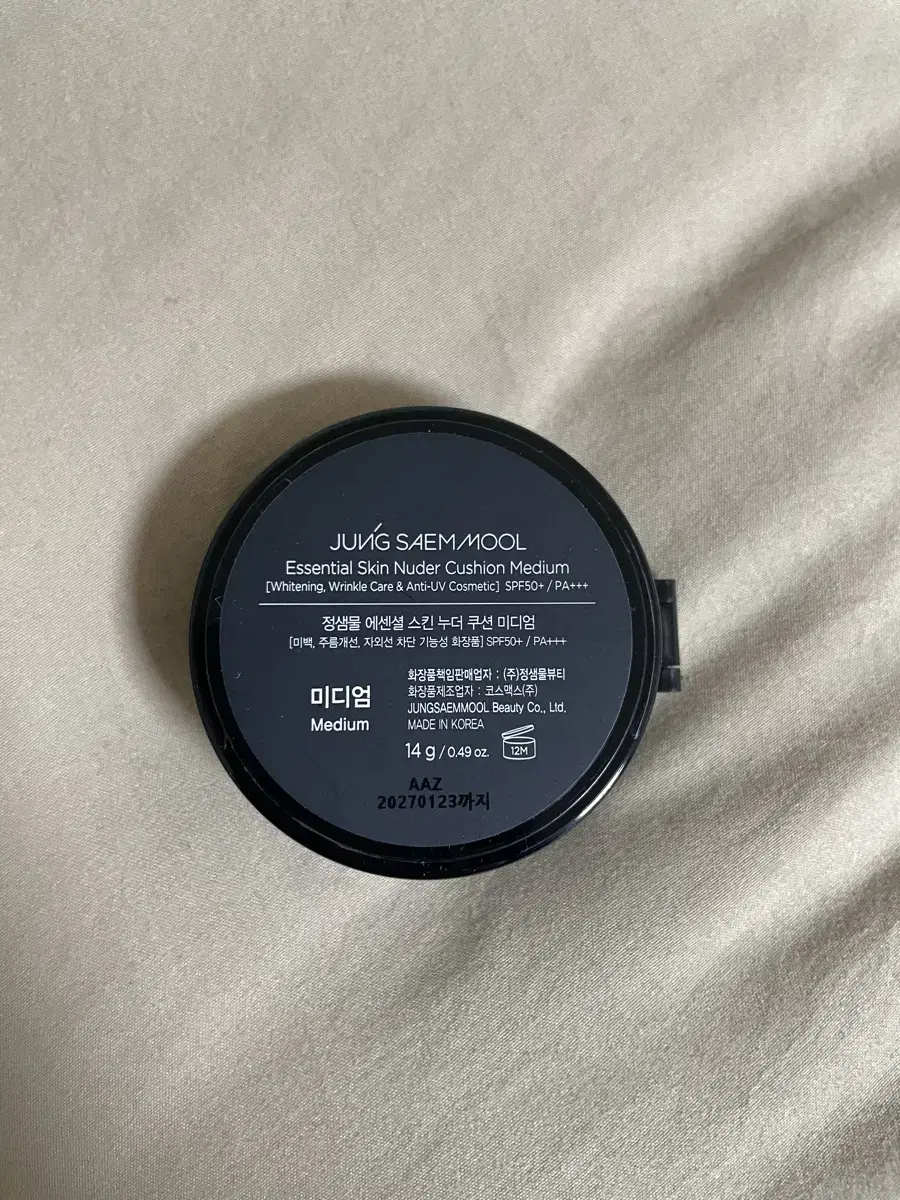 JUNG SAEM MOOL
Essential Skin Nuder Cushion Medium
[Whitening, Wrinkle Care & Anti-UV Cosmetic] SPF50+ / PA+++
정샘물 에센셜 스킨 누더 쿠션 미디엄
[미백, 주름개선, 자외선 차단 기능성 화장품] SPF50+ / PA+++
미디엄
Medium
화장품책임판매업자 : (주)정샘물뷰티
화장품제조업자 : 코스맥스(주)
JUNGSAEMMOOL Beauty Co., Ltd.
MADE IN KOREA
14 g / 0.49 oz.
12M
AAZ
20270123까지